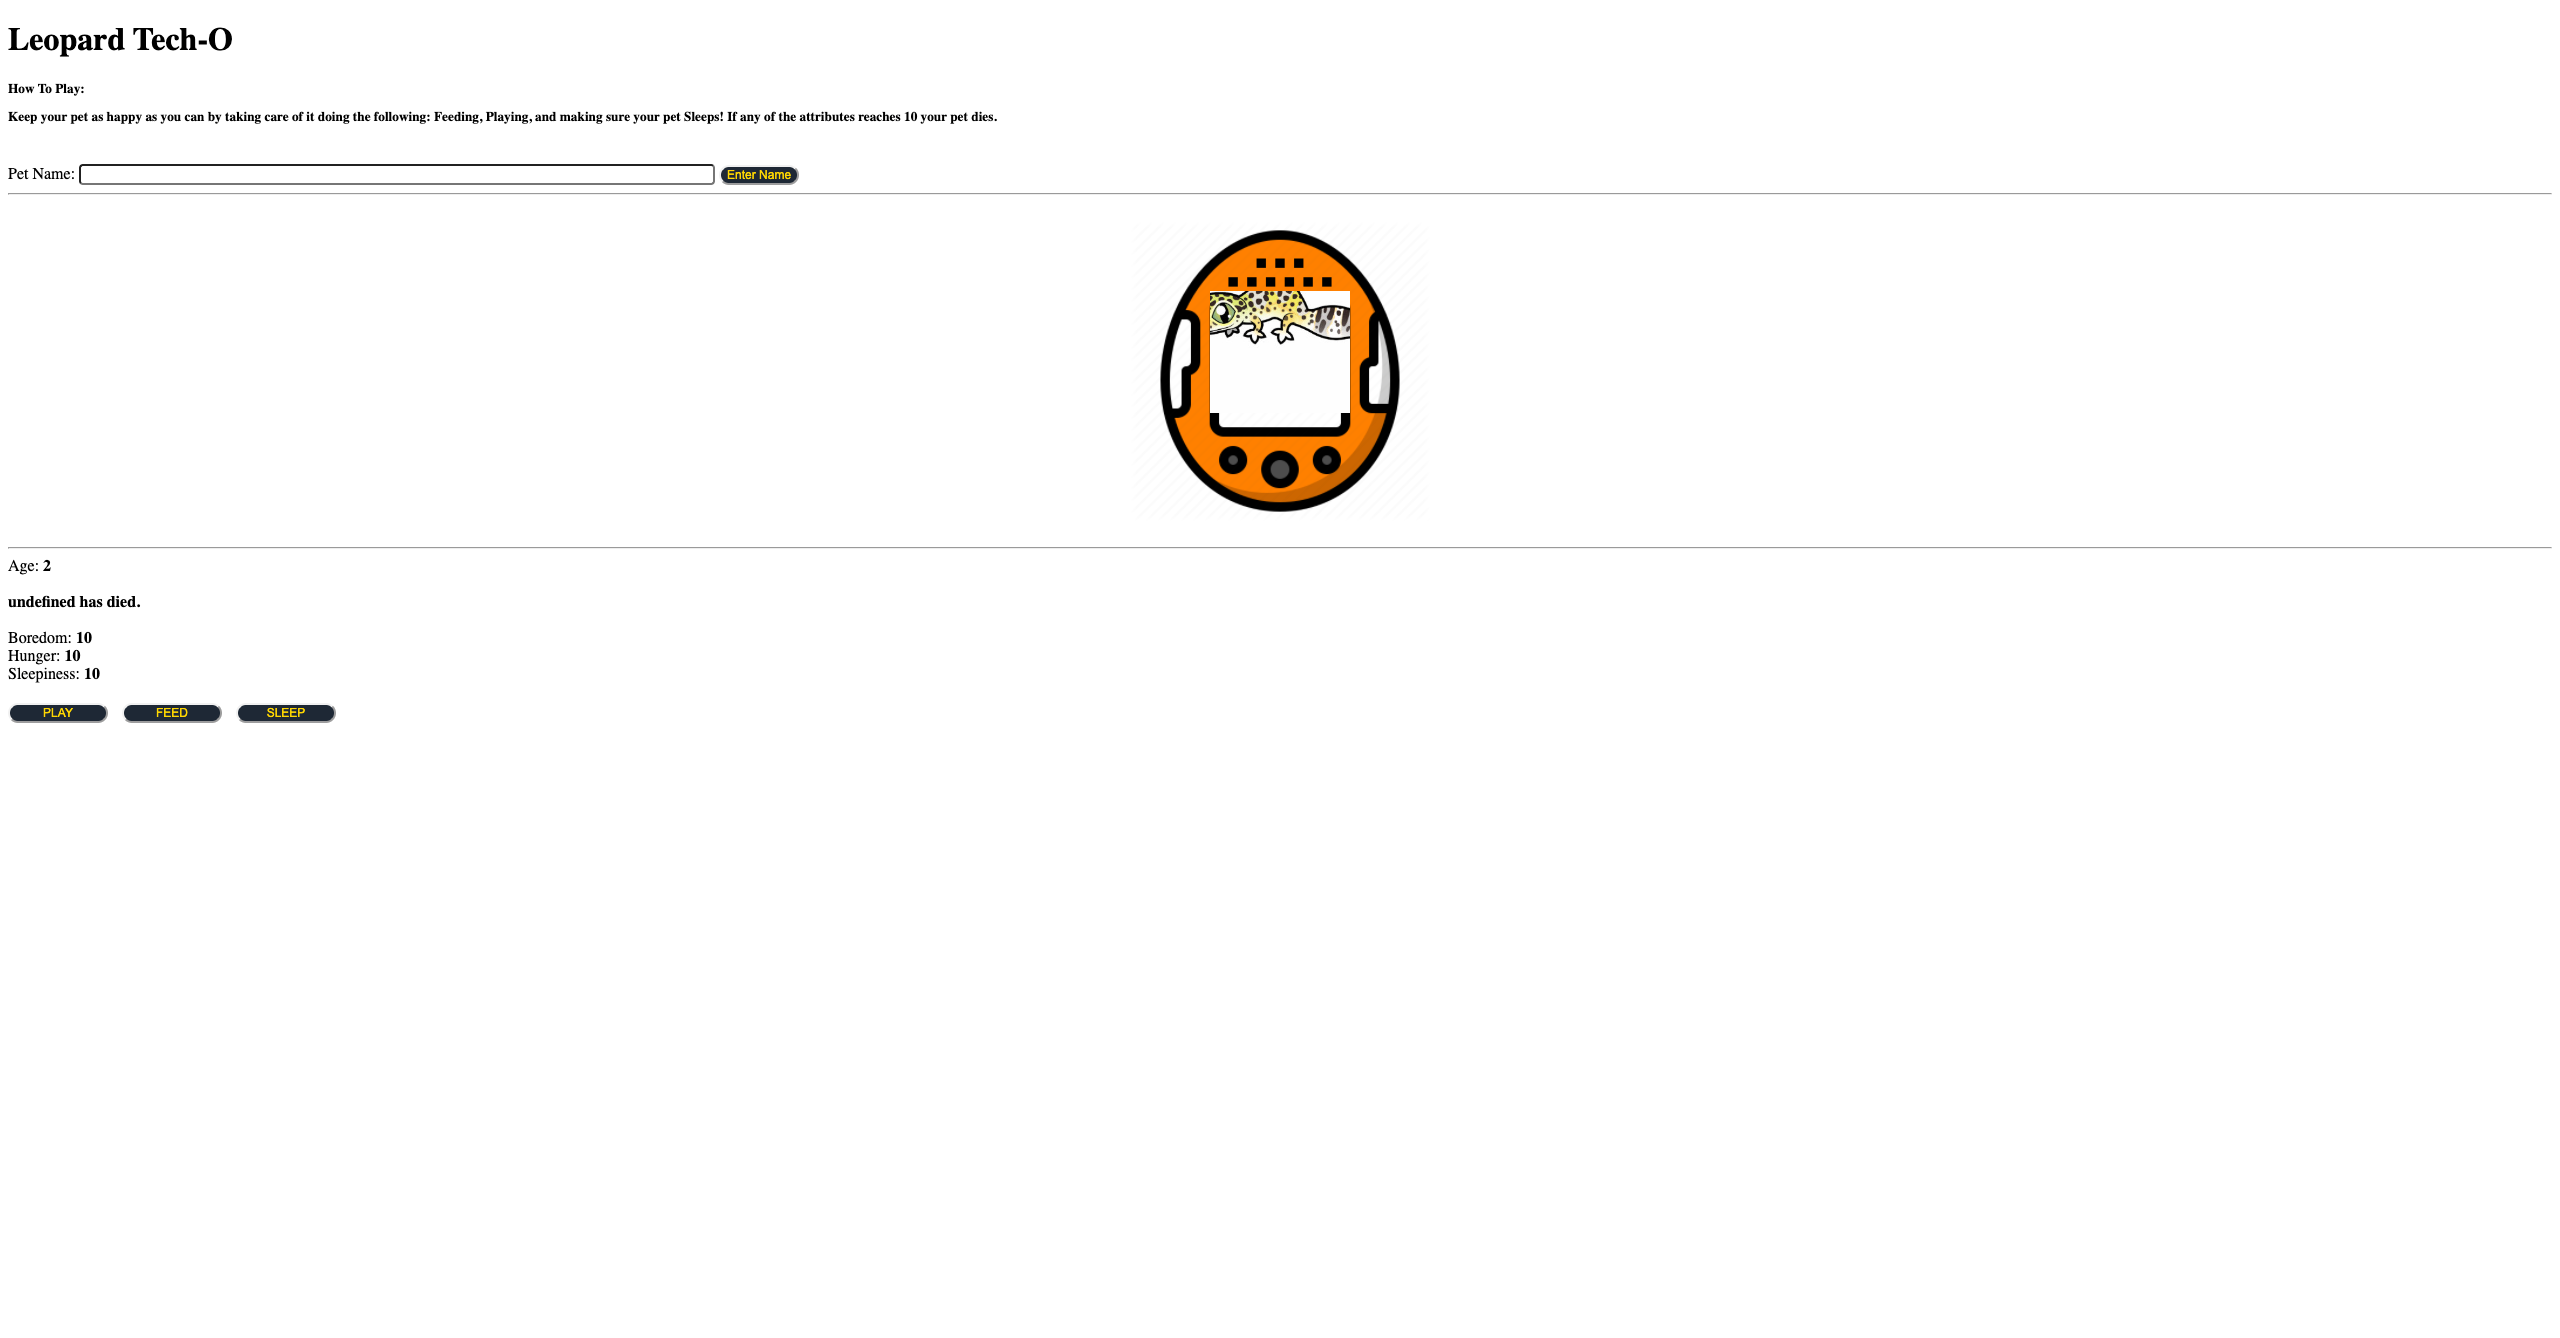 Leopard Tech-O
How To Play:
Keep your pet as happy as you can by taking care of it doing the following: Feeding, Playing, and making sure your pet Sleeps! If any of the attributes reaches 10 your pet dies.
Pet Name: Enter Name
Age: 2
undefined has died.
Boredom: 10
Hunger: 10
Sleepiness: 10
PLAY FEED SLEEP